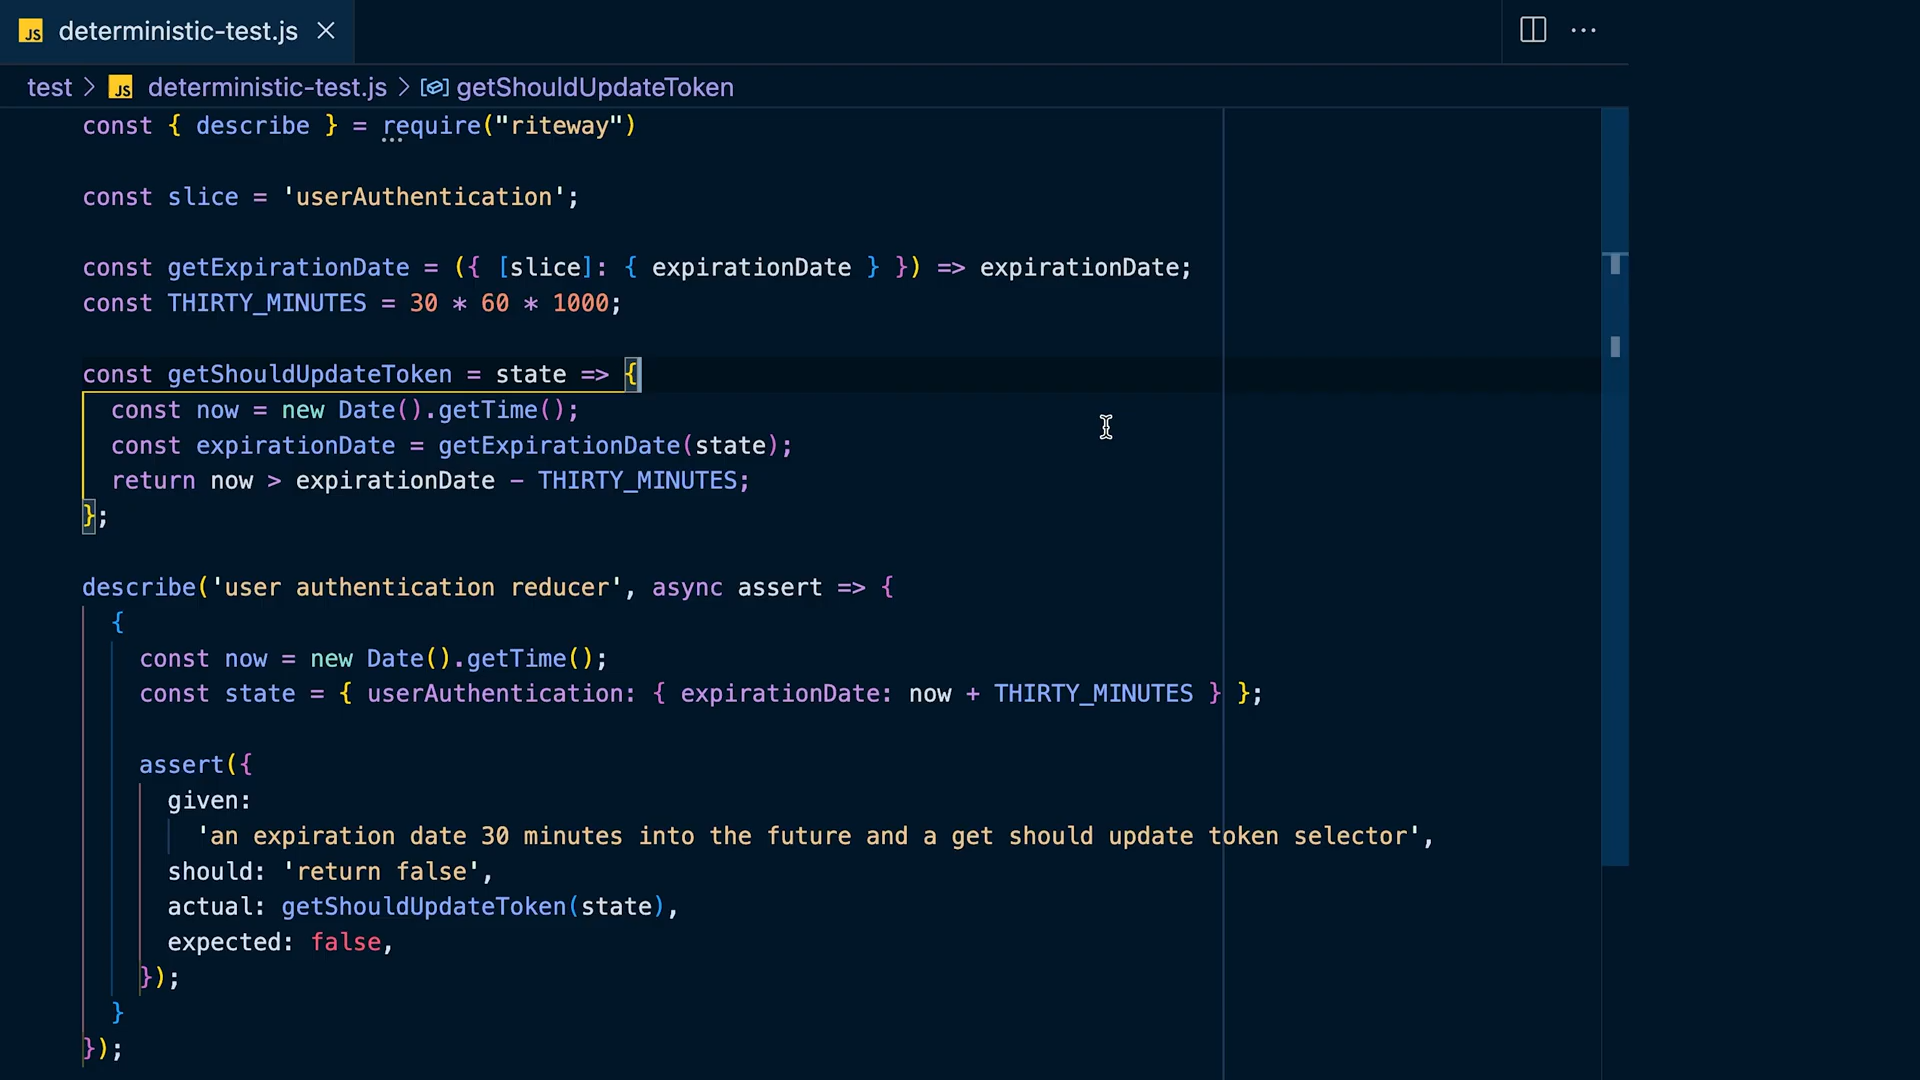 JS deterministic-test.js
test > JS deterministic-test.js > getShouldUpdateToken
const { describe } = require("riteway")
const slice = 'userAuthentication';
const getExpirationDate = ({ [slice]: { expirationDate } }) => expirationDate;
const THIRTY_MINUTES = 30 * 60 * 1000;
const getShouldUpdateToken = state => {
const now = new Date().getTime();
const expirationDate = getExpirationDate(state);
return now > expirationDate - THIRTY_MINUTES;
};
describe('user authentication reducer', async assert => {
{
const now = new Date().getTime();
const state = { userAuthentication: { expirationDate: now + THIRTY_MINUTES } };
assert({
given:
'an expiration date 30 minutes into the future and a get should update token selector',
should: 'return false',
actual: getShouldUpdateToken(state),
expected: false,
});
}
});